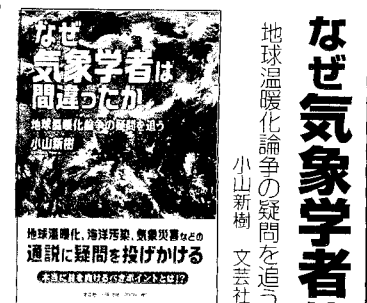 なぜ気象学者
地球温暖化論争の疑問を追う
小山新樹 文芸社
なぜ
気象学者は
間違ったか
地球温暖化論争の疑問を追う
小山新樹
地球温暖化、海洋汚染、気象災害などの
通説に疑問を投げかける
本当に目を向けるべきポイントとは!?